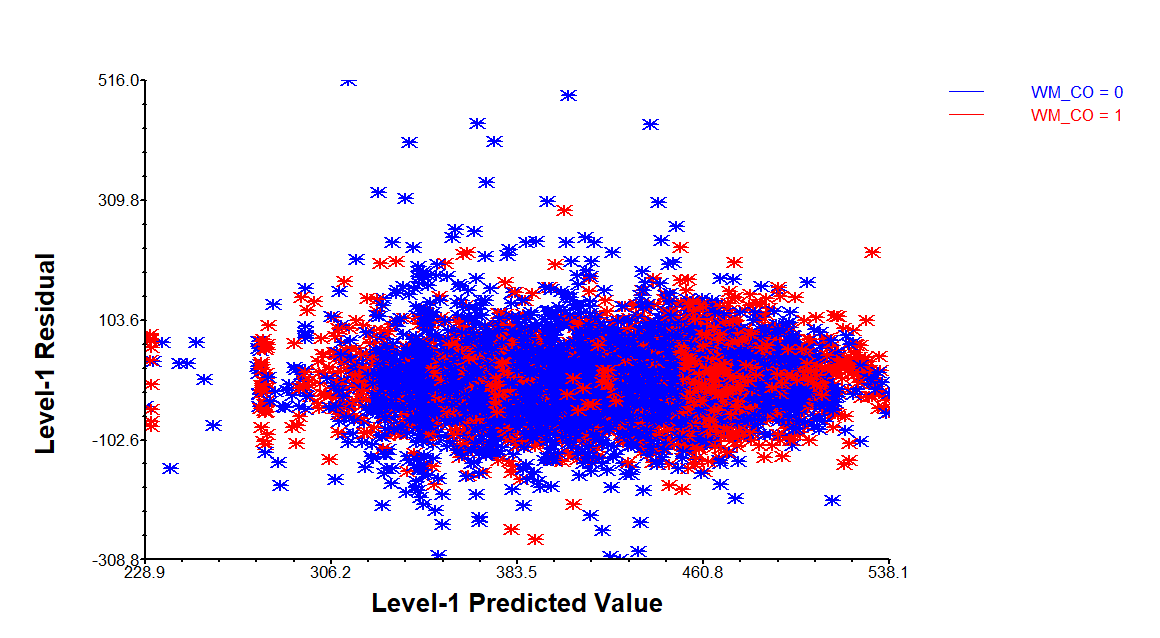 516.0
309.8
103.6
-102.6
-308.8
228.9
306.2
383.5
460.8
538.1
Level-1 Residual
Level-1 Predicted Value
WM_CO = 0
WM_CO = 1